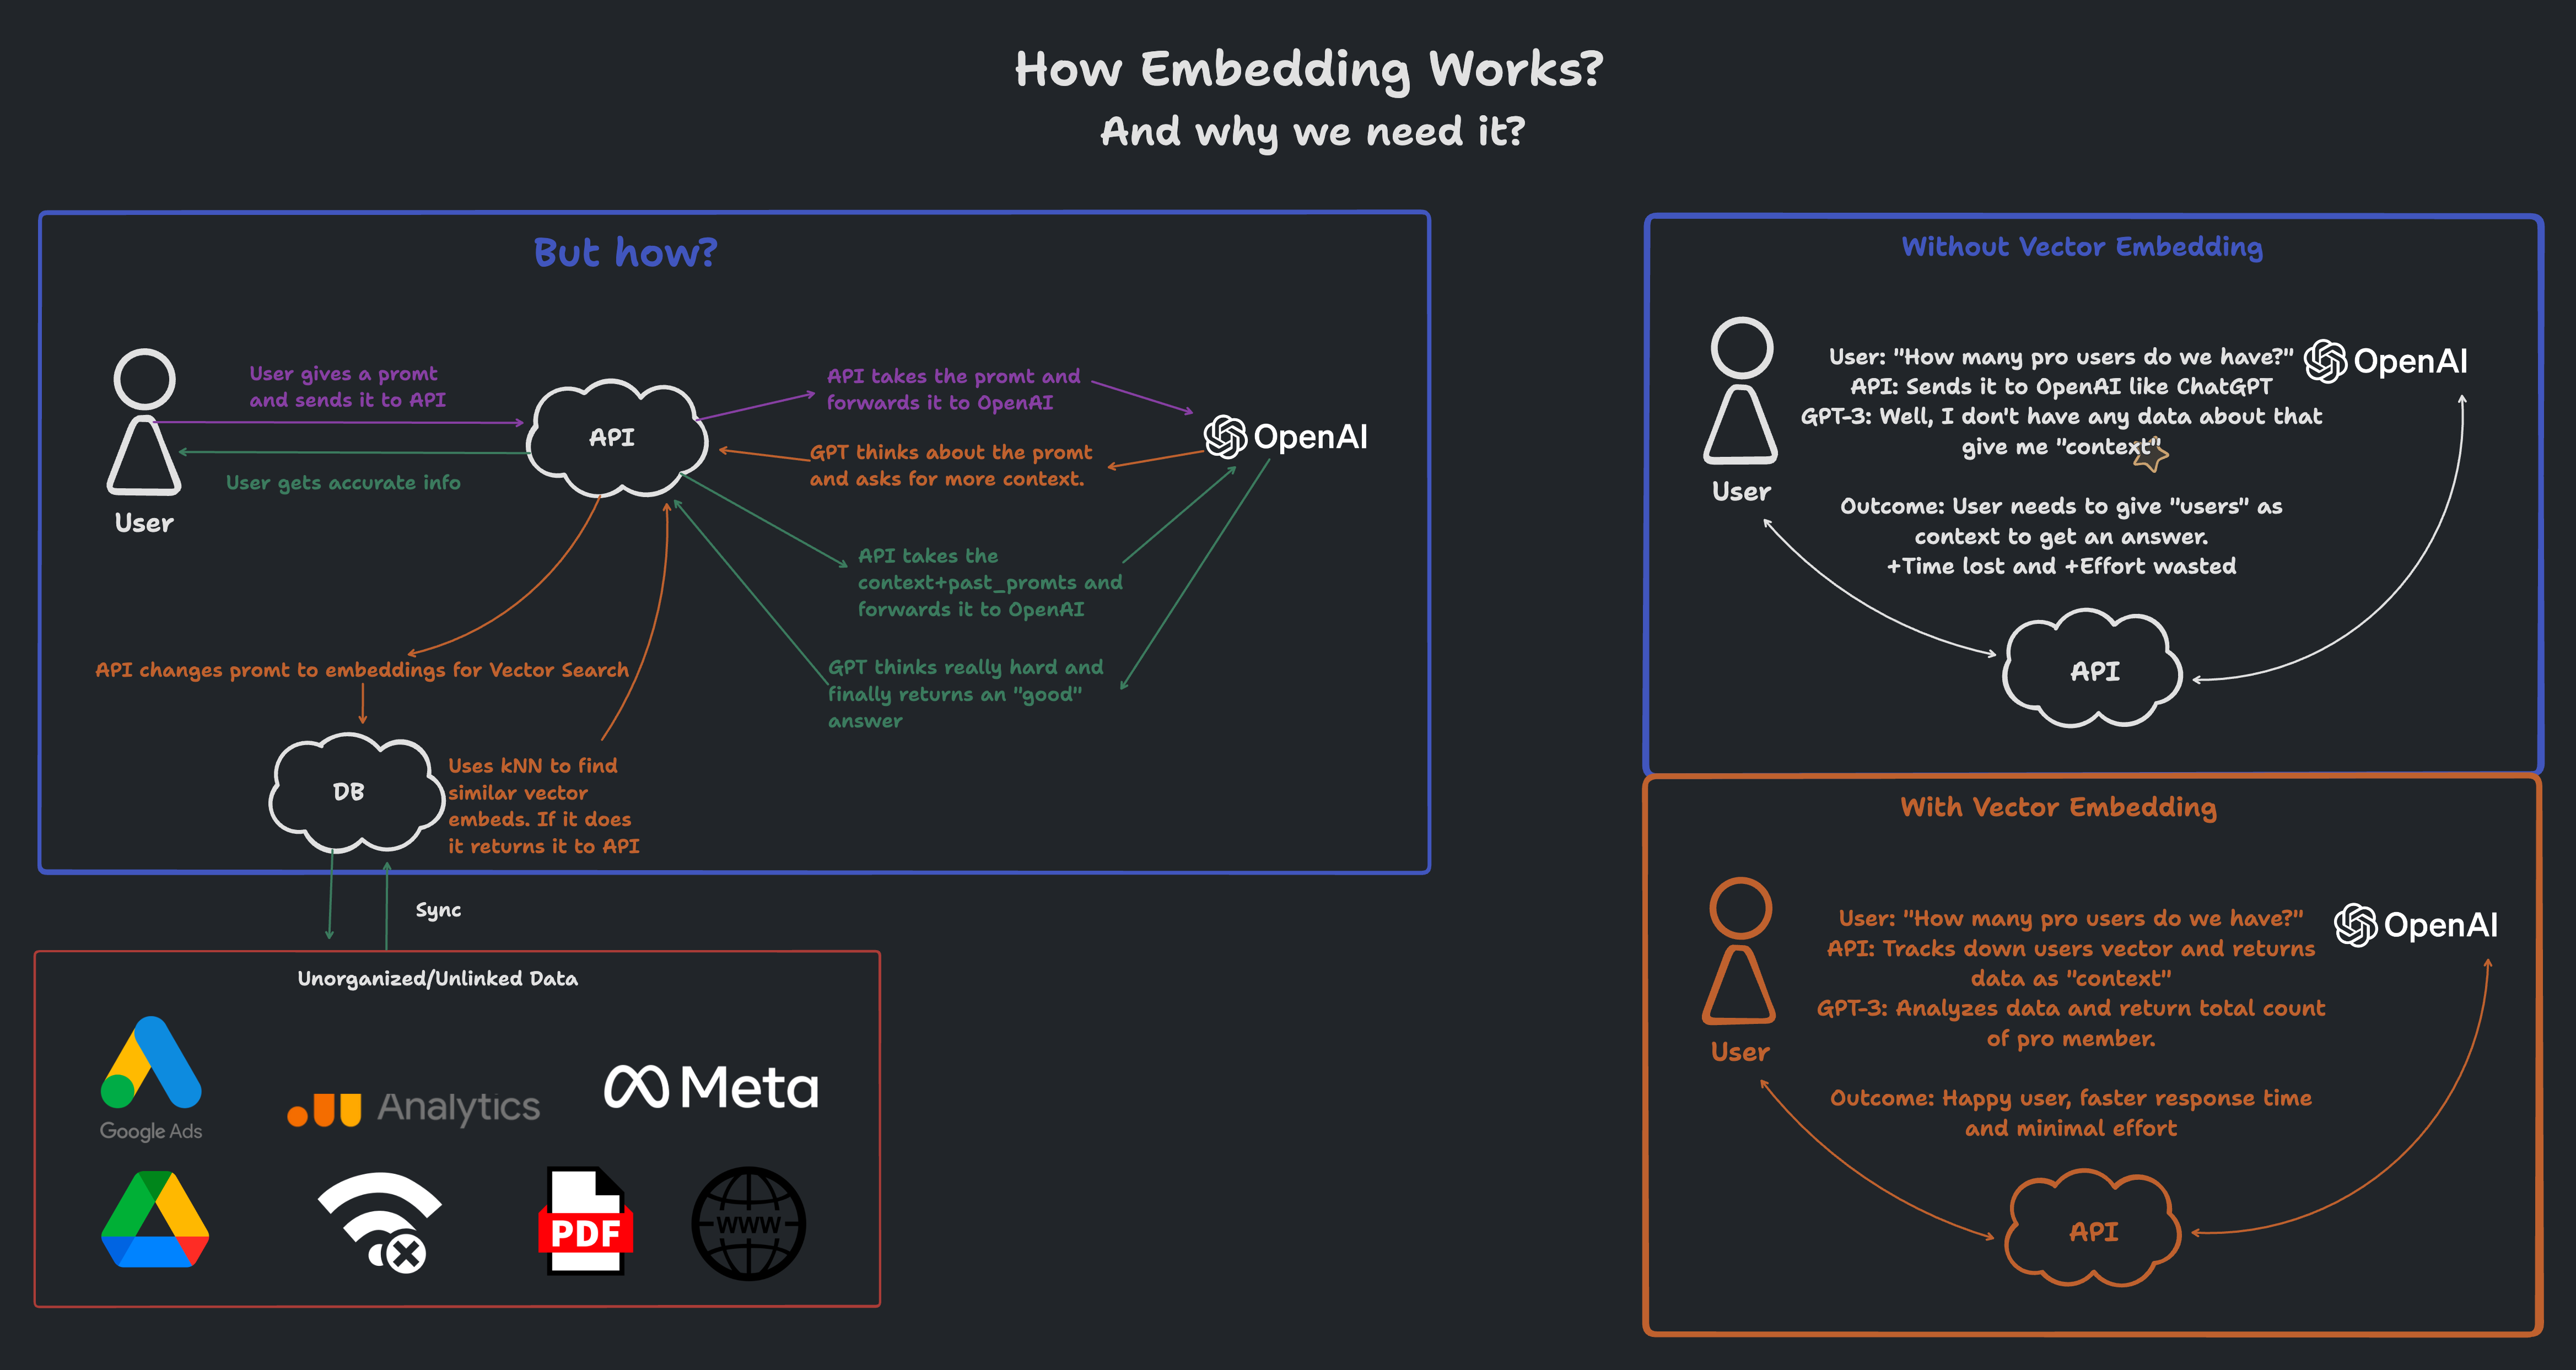 How Embedding Works?
And why we need it?
But how?
User gives a promt
and sends it to API
User gets accurate info
User
API
API takes the promt and
forwards it to OpenAI
GPT thinks about the promt
and asks for more context.
OpenAI
API takes the
context+past_promts and
forwards it to OpenAI
GPT thinks really hard and
finally returns an "good"
answer
API changes promt to embeddings for Vector Search
DB
Uses kNN to find
similar vector
embeds. If it does
it returns it to API
Sync
Unorganized/Unlinked Data
Google Ads
Analytics
Meta
PDF
WWW
Without Vector Embedding
User: "How many pro users do we have?"
API: Sends it to OpenAI like ChatGPT
GPT-3: Well, I don't have any data about that
give me "context"
Outcome: User needs to give "users" as
context to get an answer.
+Time lost and +Effort wasted
OpenAI
User
API
With Vector Embedding
User: "How many pro users do we have?"
API: Tracks down users vector and returns
data as "context"
GPT-3: Analyzes data and return total count
of pro member.
Outcome: Happy user, faster response time
and minimal effort
OpenAI
User
API